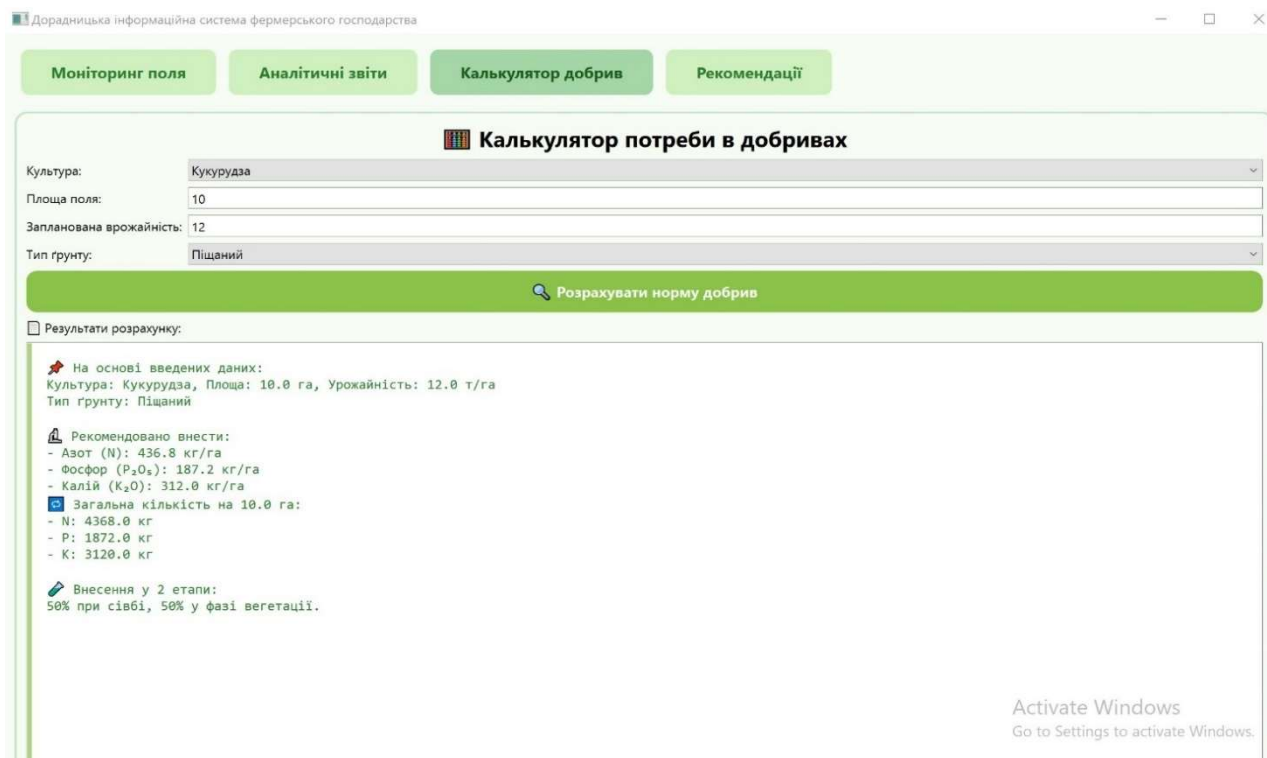 Дорадницька інформаційна система фермерського господарства
Моніторинг поля
Аналітичні звіти
Калькулятор добрив
Рекомендації
Калькулятор потреби в добривах
Культура: Кукурудза
Площа поля: 10
Запланована врожайність: 12
Тип ґрунту: Піщаний
Розрахувати норму добрив
Результати розрахунку:
На основі введених даних:
Культура: Кукурудза, Площа: 10.0 га, Урожайність: 12.0 т/га
Тип ґрунту: Піщаний
Рекомендовано внести:
- Азот (N): 436.8 кг/га
- Фосфор (P₂O₅): 187.2 кг/га
- Калій (K₂O): 312.0 кг/га
Загальна кількість на 10.0 га:
- N: 4368.0 кг
- P: 1872.0 кг
- K: 3120.0 кг
Внесення у 2 етапи:
50% при сівбі, 50% у фазі вегетації.
Activate Windows
Go to Settings to activate Windows.